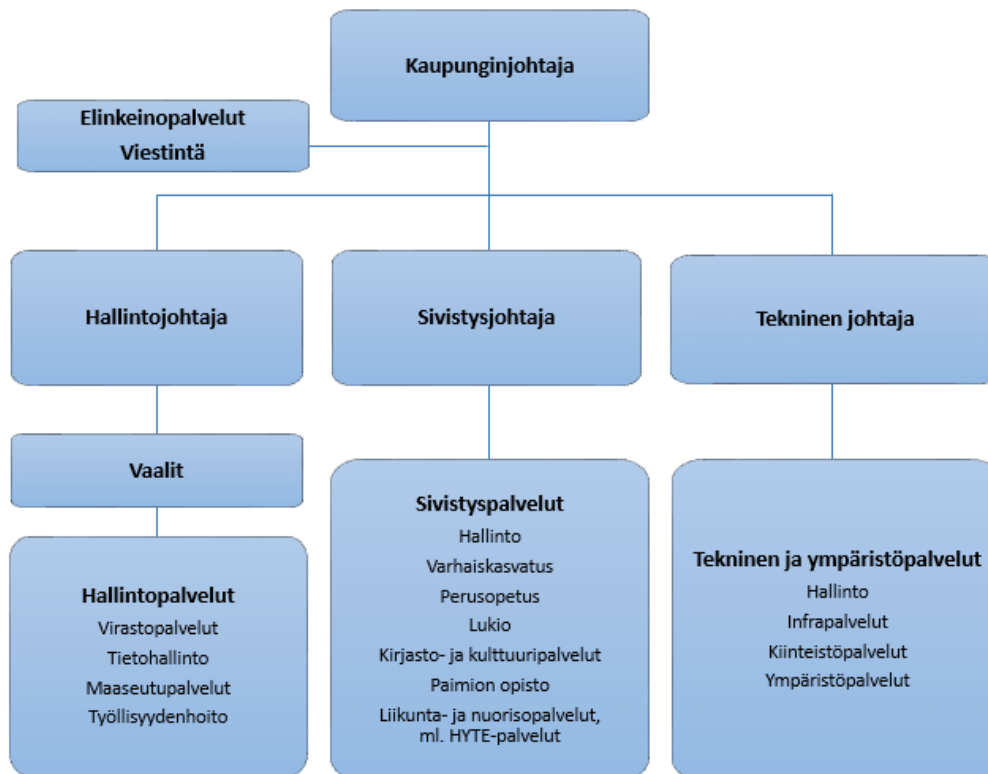 Kaupunginjohtaja
Elinkeinopalvelut
Viestintä
Hallintojohtaja
Sivistysjohtaja
Tekninen johtaja
Vaalit
Hallintopalvelut
Virastopalvelut
Tietohallinto
Maaseutupalvelut
Työllisyydenhoito
Sivistyspalvelut
Hallinto
Varhaiskasvatus
Perusopetus
Lukio
Kirjasto- ja kulttuuripalvelut
Paimion opisto
Liikunta- ja nuorisopalvelut,
ml. HYTE-palvelut
Tekninen ja ympäristöpalvelut
Hallinto
Infrapalvelut
Kiinteistöpalvelut
Ympäristöpalvelut